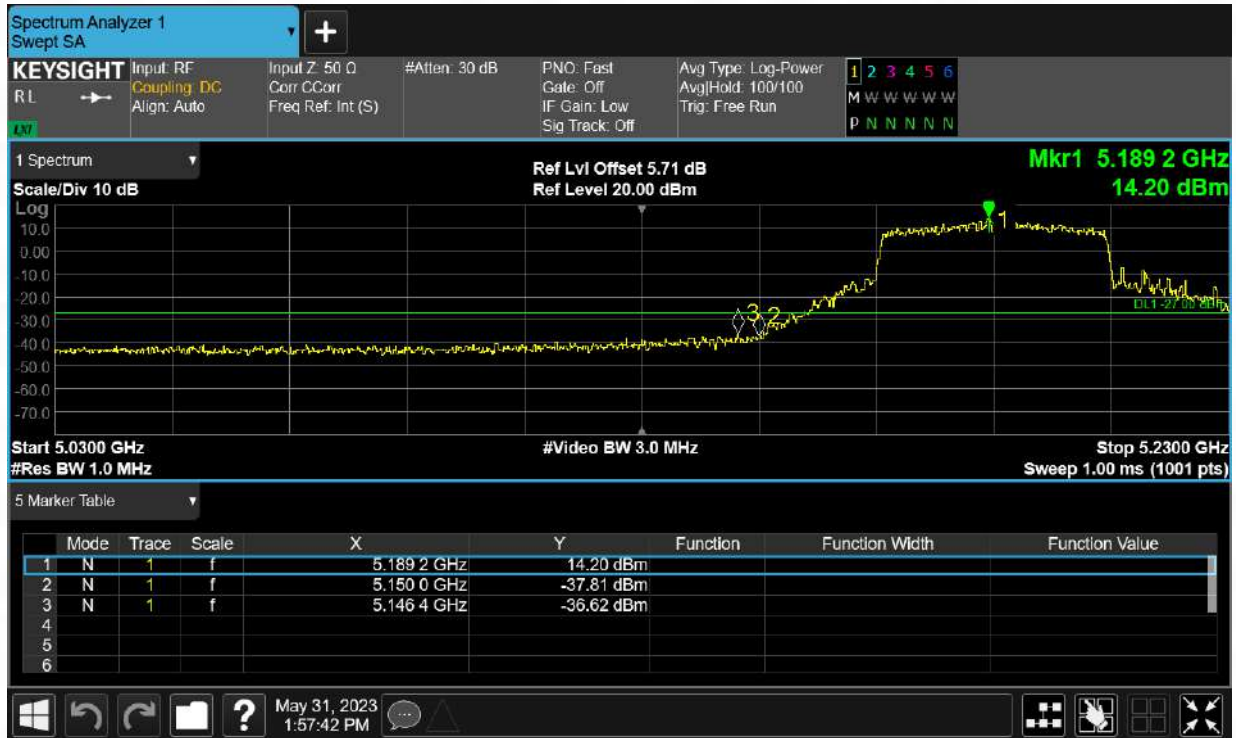 Spectrum Analyzer 1
Swept SA
+
KEYSIGHT Input: RF Input Z: 50 Ω #Atten: 30 dB PNO: Fast Avg Type: Log-Power 1 2 3 4 5 6
RL Coupling: DC Corr CCorr Gate: Off Avg|Hold: 100/100 M W W W W W
Align: Auto Freq Ref: Int (S) IF Gain: Low Trig: Free Run
LXI Sig Track: Off P N N N N N
1 Spectrum Ref Lvl Offset 5.71 dB Mkr1 5.189 2 GHz
Scale/Div 10 dB Ref Level 20.00 dBm 14.20 dBm
Log
1
10.0
0.00
-10.0
-20.0
DL1 -27.00 dBm
3 2
-30.0
-40.0
-50.0
-60.0
-70.0
Start 5.0300 GHz #Video BW 3.0 MHz Stop 5.2300 GHz
#Res BW 1.0 MHz Sweep 1.00 ms (1001 pts)
5 Marker Table
Mode Trace Scale X Y Function Function Width Function Value
1 N 1 f 5.189 2 GHz 14.20 dBm
2 N 1 f 5.150 0 GHz -37.81 dBm
3 N 1 f 5.146 4 GHz -36.62 dBm
4
5
6
? May 31, 2023
1:57:42 PM